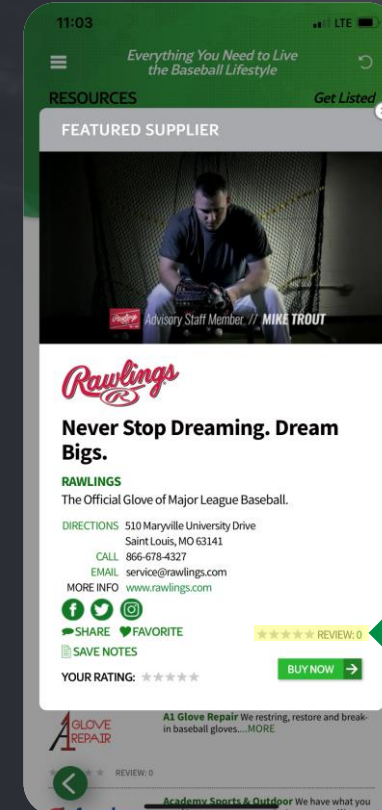 11:03
LTE
Everything You Need to Live
the Baseball Lifestyle
RESOURCES
Get Listed
FEATURED SUPPLIER
Rawlings
Advisory Staff Member // MIKE TROUT
Rawlings
R
Never Stop Dreaming. Dream
Bigs.
RAWLINGS
The Official Glove of Major League Baseball.
DIRECTIONS 510 Maryville University Drive
Saint Louis, MO 63141
CALL 866-678-4327
EMAIL service@rawlings.com
MORE INFO www.rawlings.com
SHARE FAVORITE
REVIEW: 0
SAVE NOTES
YOUR RATING:
BUY NOW
A1 Glove Repair We restring, restore and break-
in baseball gloves....MORE
A GLOVE
REPAIR
REVIEW: 0
Academy Sports & Outdoor We have what you